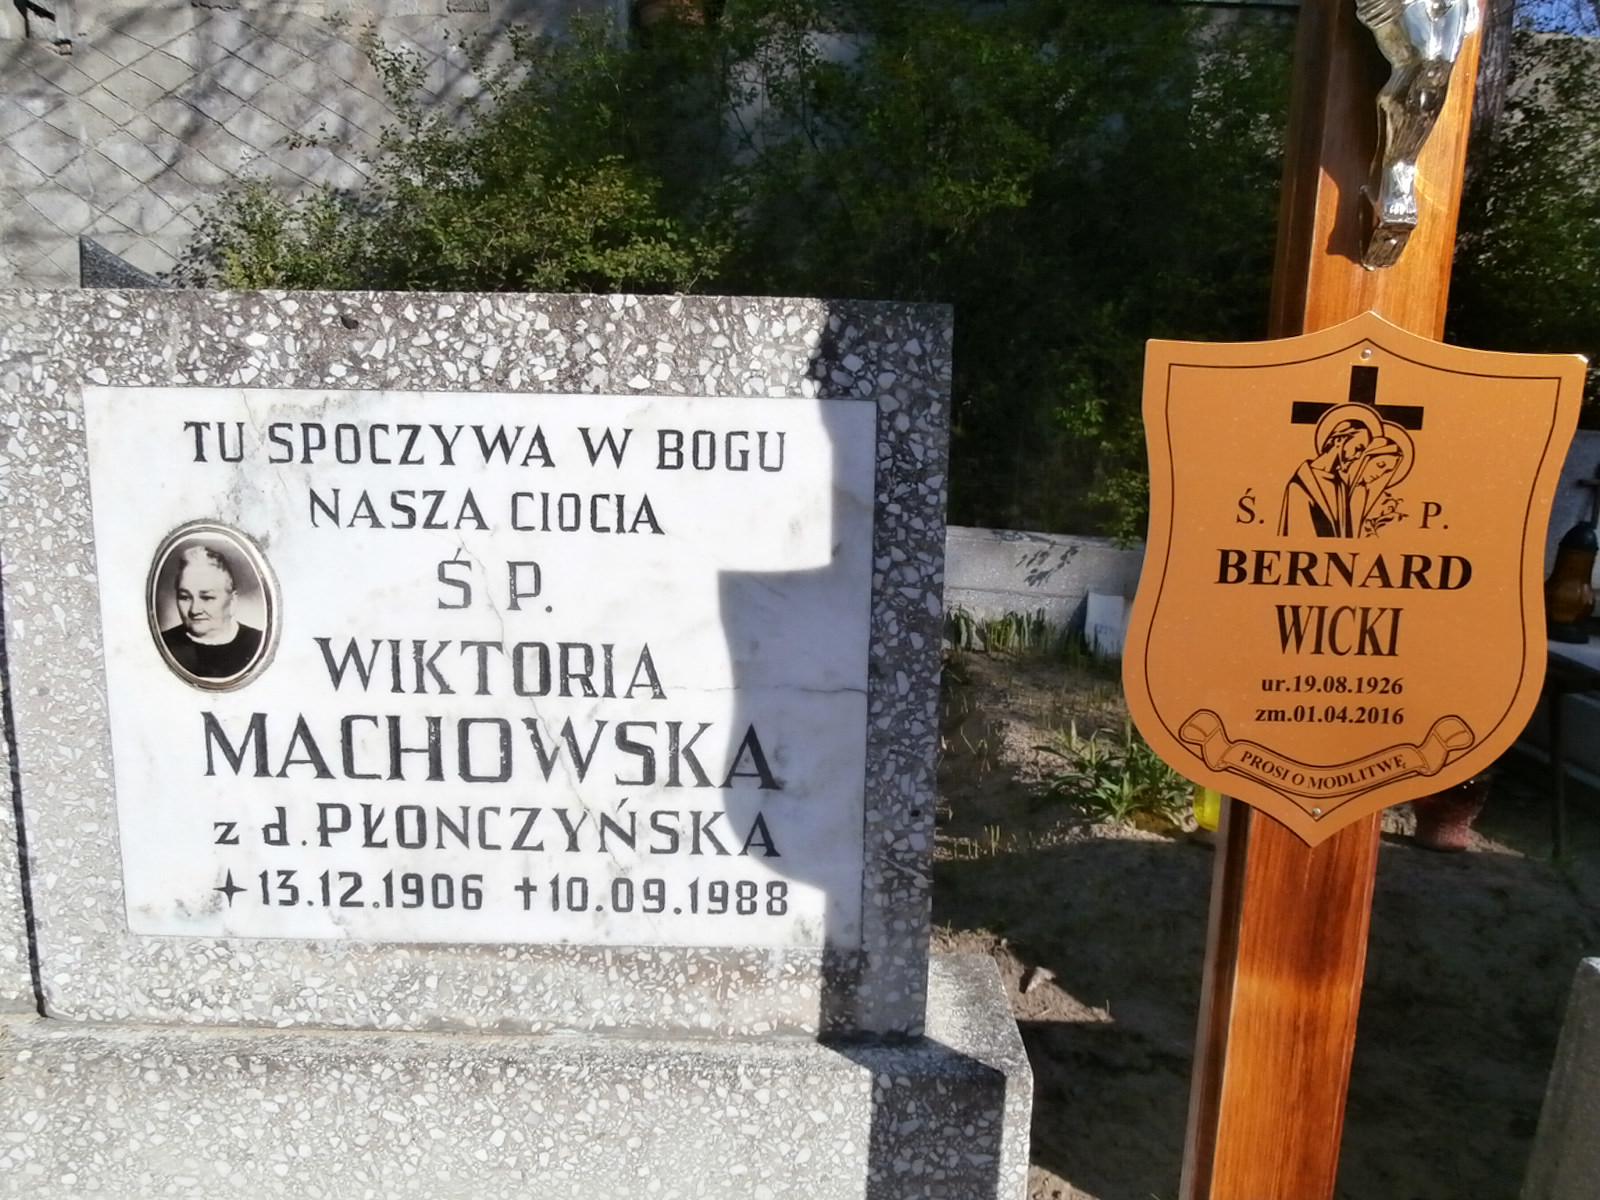 TU SPOCZYWA W BOGU
NASZA CIOCIA
Ś P.
WIKTORIA
MACHOWSKA
z d. PŁONCZYŃSKA
✦13.12.1906 ✝10.09.1988
Ś. P.
BERNARD
WICKI
ur.19.08.1926
zm.01.04.2016
PROSI O MODLITWĘ